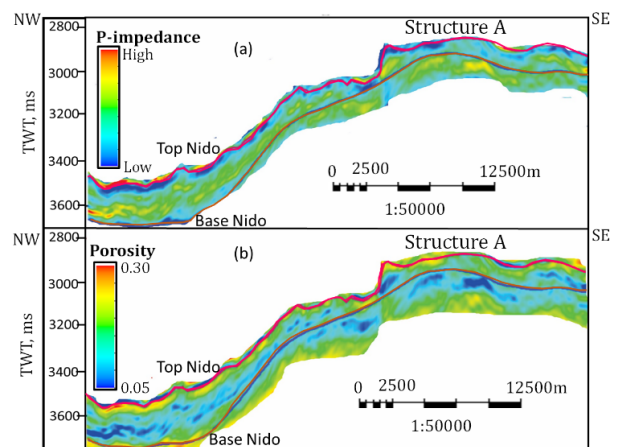 NW
Structure A
SE
2800
P-impedance
High
(a)
3000
TWT, ms
3200
Top Nido
3400
Low
0 2500 12500m
1:50000
3600
Base Nido
NW
Structure A
SE
2800
Porosity
0.30
(b)
3000
TWT, ms
3200
Top Nido
3400
0.05
0 2500 12500m
1:50000
3600
Base Nido